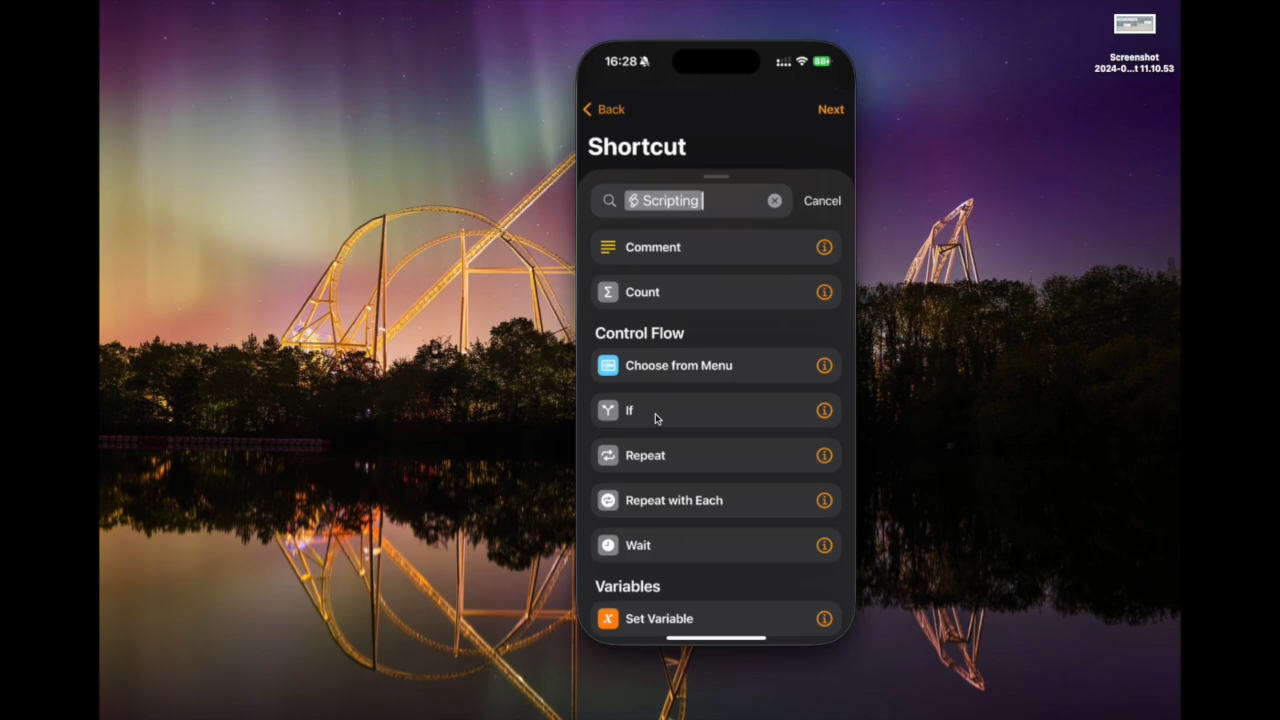 Screenshot
2024-0...t 11.10.53
16:28
88+
Back
Next
Shortcut
Scripting
Cancel
Comment
Count
Control Flow
Choose from Menu
If
Repeat
Repeat with Each
Wait
Variables
Set Variable